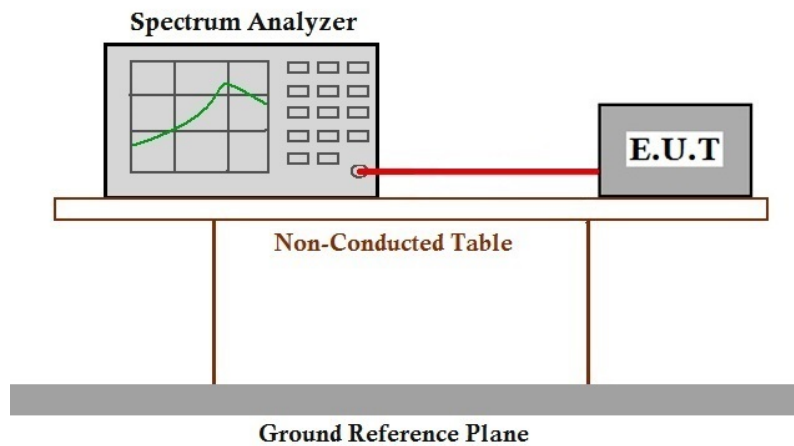 Spectrum Analyzer
E.U.T
Non-Conducted Table
Ground Reference Plane